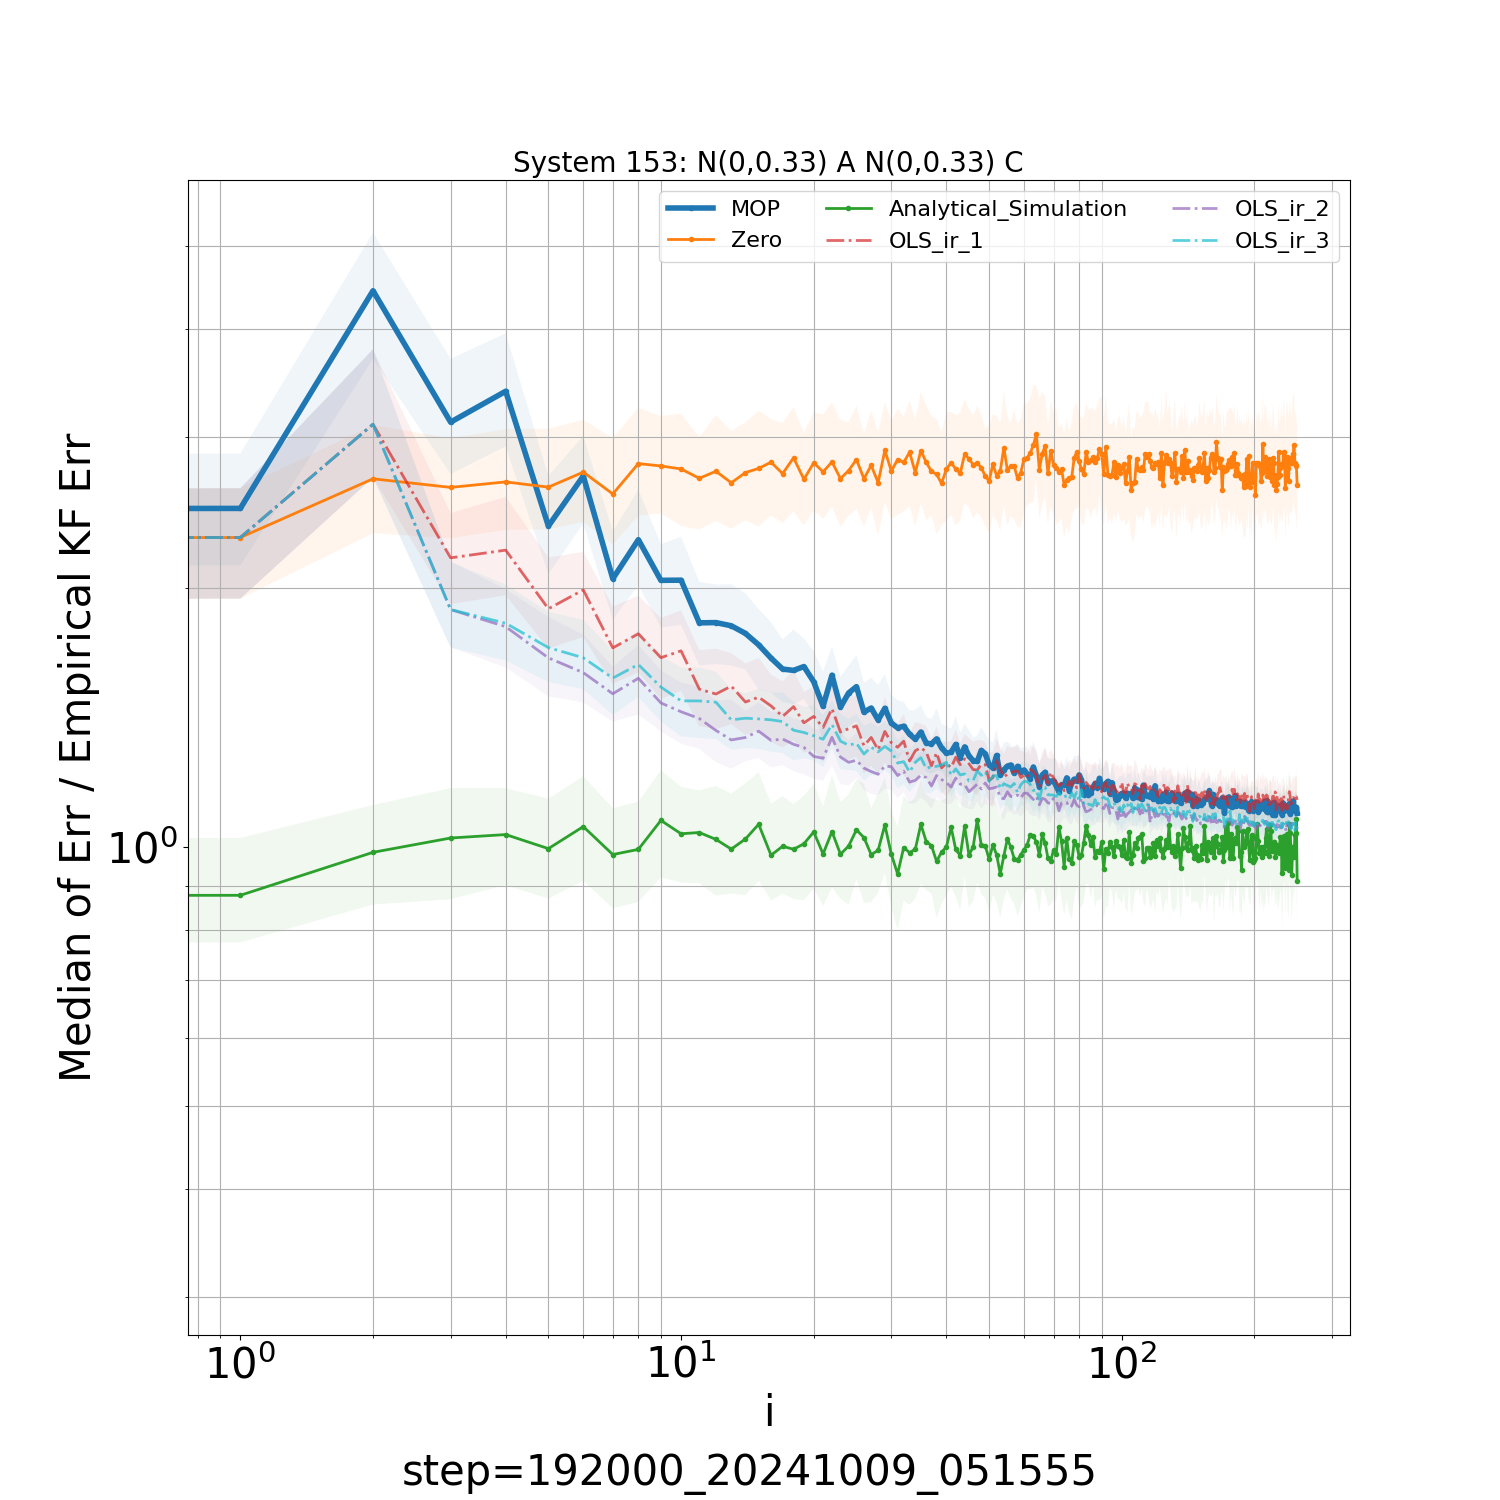 System 153: N(0,0.33) A N(0,0.33) C
MOP
Zero
Analytical_Simulation
OLS_ir_1
OLS_ir_2
OLS_ir_3
Median of Err / Empirical KF Err
10⁰
10⁰
10¹
10²
i
step=192000_20241009_051555